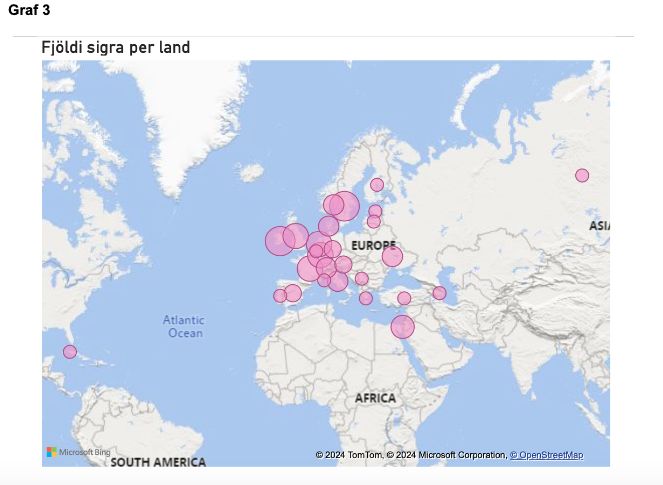 Graf 3
Fjöldi sigra per land
EUROPE
ASIA
Atlantic
Ocean
AFRICA
Microsoft Bing
SOUTH AMERICA
© 2024 TomTom, © 2024 Microsoft Corporation, © OpenStreetMap